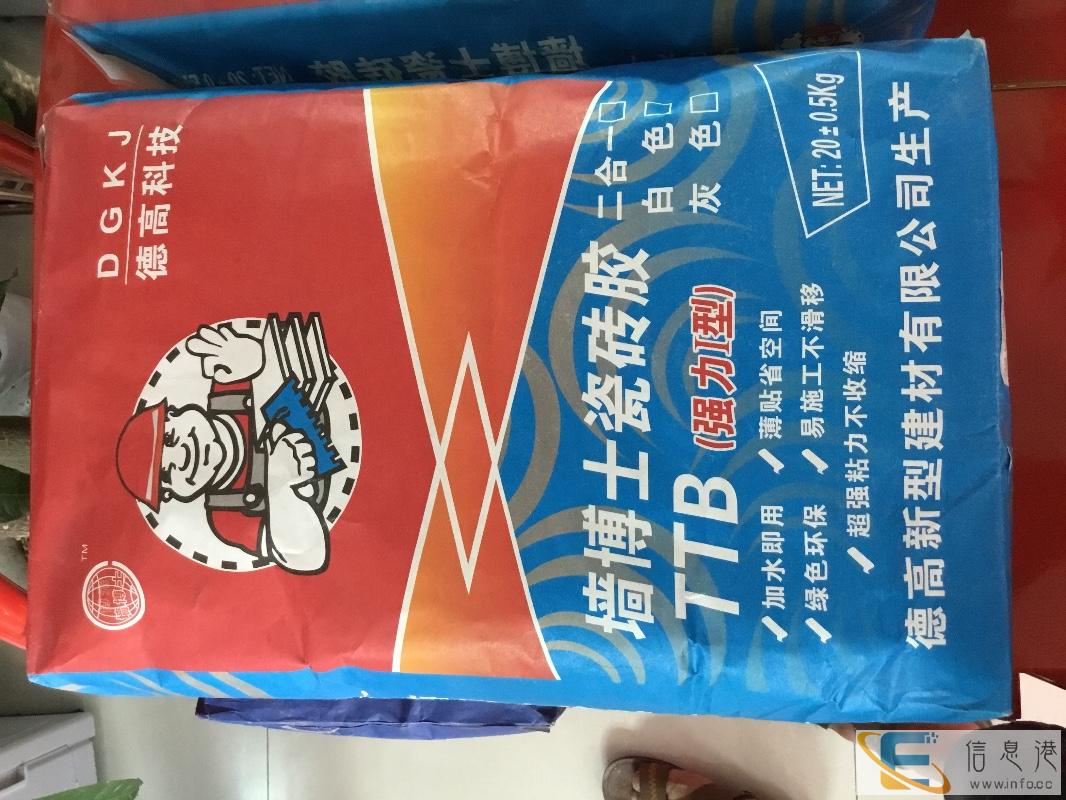 DGKJ
德高科技
TM
墙博士瓷砖胶
二合一
白色
灰色
TTB
(强力I型)
加水即用
薄贴省空间
绿色环保
易施工不滑移
超强粘力不收缩
NET: 20±0.5Kg
德高新型建材有限公司生产
信息港
www.info.cc